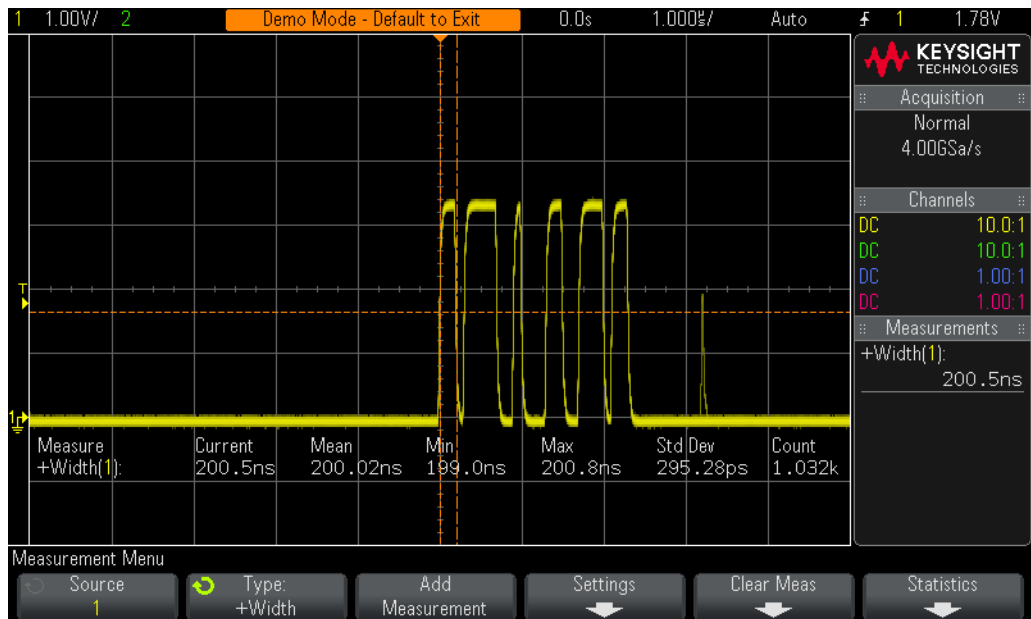 1 1.00V/ 2 Demo Mode - Default to Exit 0.0s 1.000µs/ Auto 1 1.78V
KEYSIGHT
TECHNOLOGIES
Acquisition
Normal
4.00GSa/s
Channels
DC 10.0:1
DC 10.0:1
DC 1.00:1
DC 1.00:1
Measurements
+Width(1):
200.5ns
T
1
Measure Current Mean Min Max Std Dev Count
+Width(1): 200.5ns 200.02ns 199.0ns 200.8ns 295.28ps 1.032k
Measurement Menu
Source Type: Add Settings Clear Meas Statistics
1 +Width Measurement